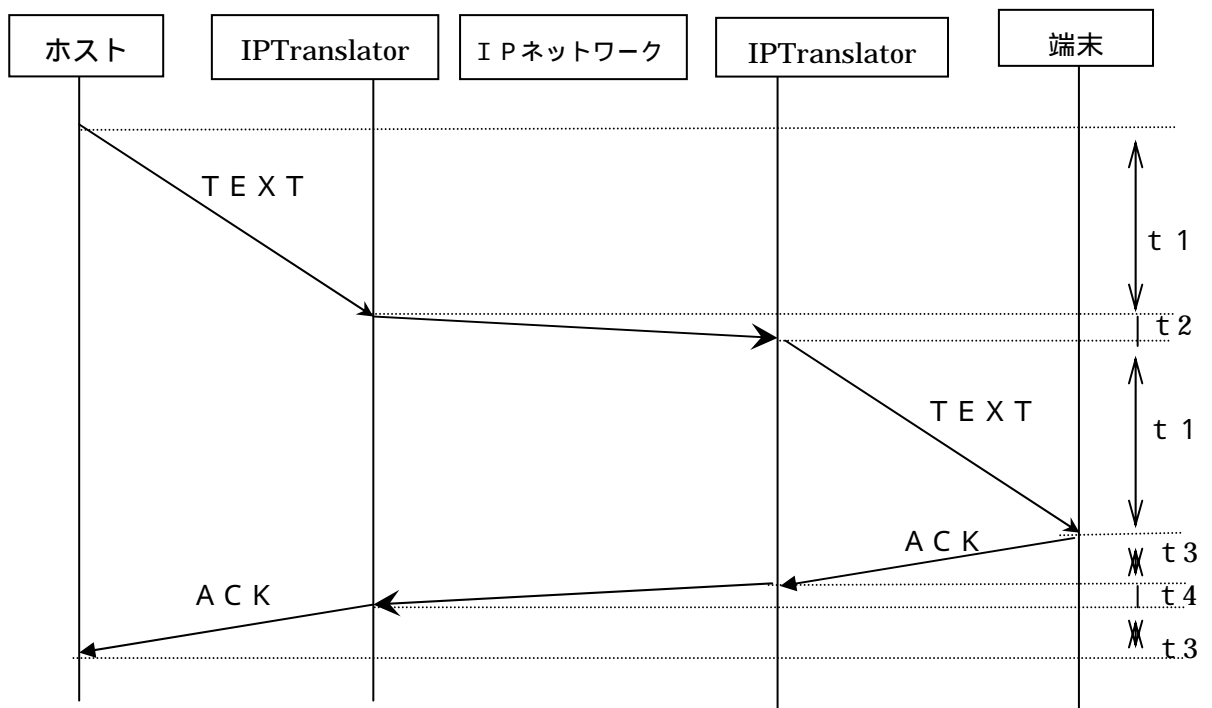 ホスト
IPTranslator
ＩＰネットワーク
IPTranslator
端末
ＴＥＸＴ
ｔ１
ｔ2
ＴＥＸＴ
ｔ１
ＡＣＫ
ｔ3
ＡＣＫ
ｔ4
ｔ3